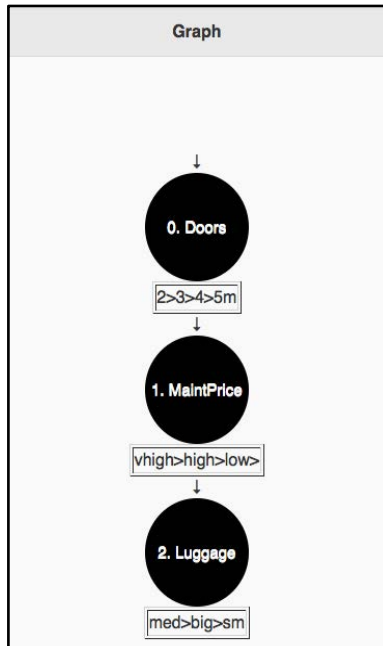 Graph
↓
0. Doors
2>3>4>5m
↓
1. MaintPrice
vhigh>high>low>
↓
2. Luggage
med>big>sm